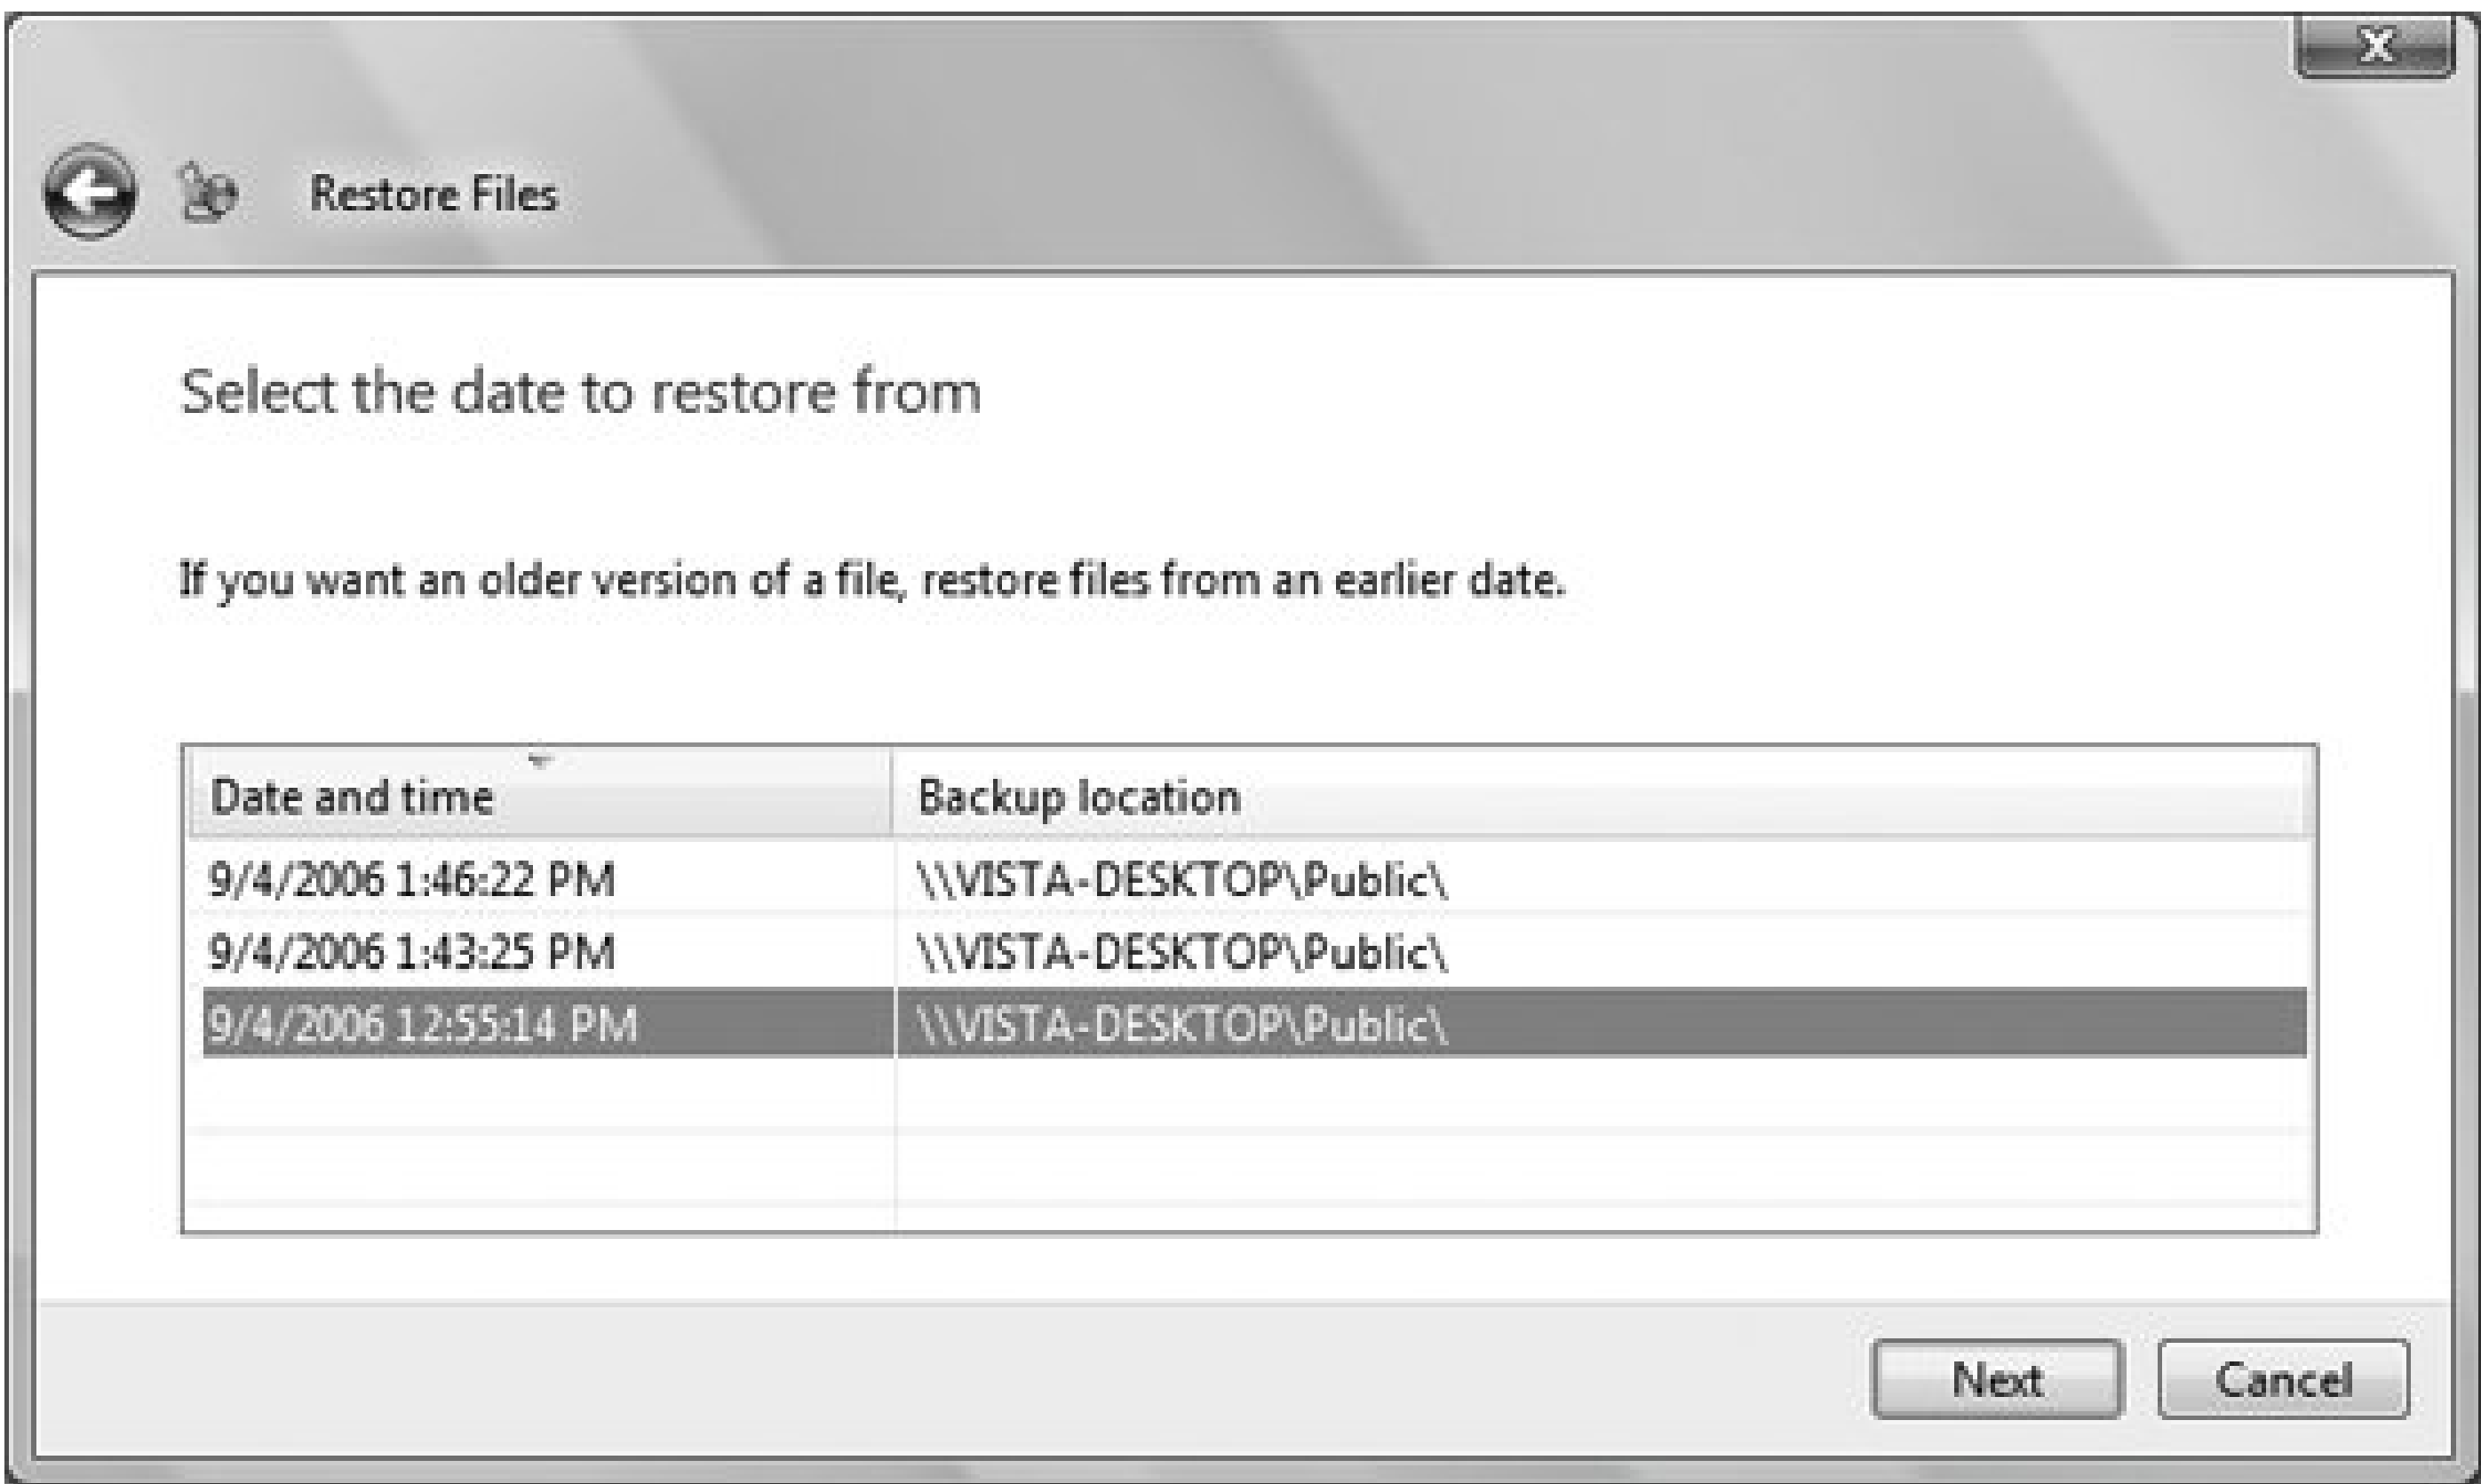 Restore Files
Select the date to restore from
If you want an older version of a file, restore files from an earlier date.
Date and time Backup location
9/4/2006 1:46:22 PM \\VISTA-DESKTOP\Public\
9/4/2006 1:43:25 PM \\VISTA-DESKTOP\Public\
9/4/2006 12:55:14 PM \\VISTA-DESKTOP\Public\
Next Cancel